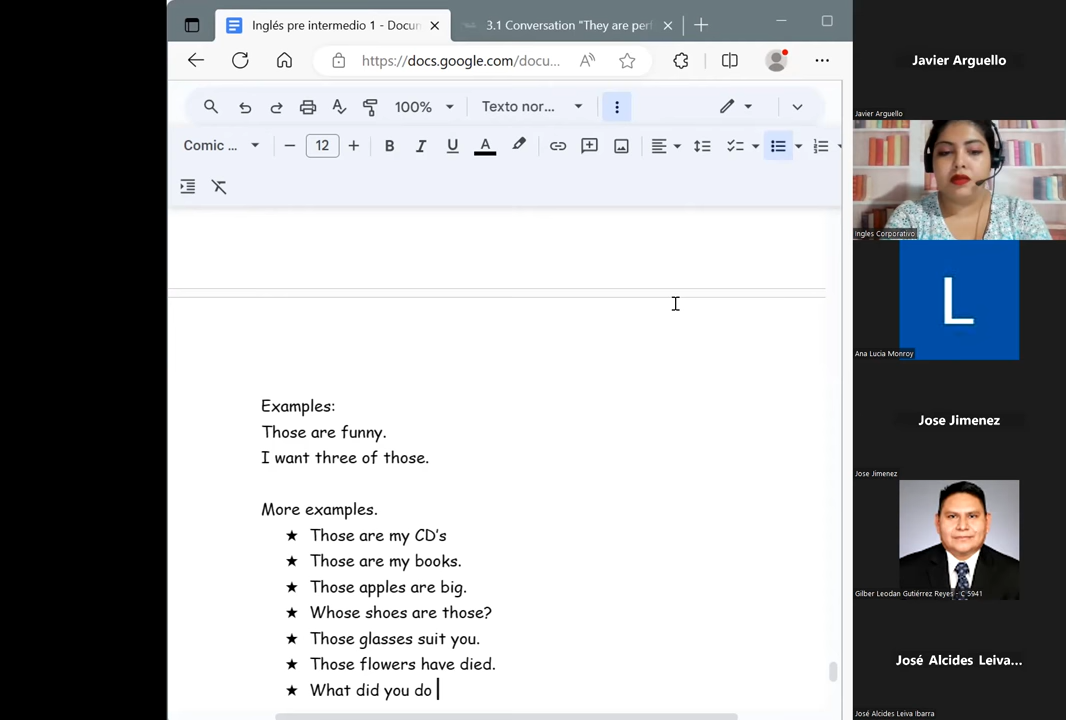 Inglés pre intermedio 1 - Docun
3.1 Conversation "They are per
https://docs.google.com/docu...
100%
Texto nor...
Comic ...
12
Examples:
Those are funny.
I want three of those.
More examples.
★ Those are my CD's
★ Those are my books.
★ Those apples are big.
★ Whose shoes are those?
★ Those glasses suit you.
★ Those flowers have died.
★ What did you do
Javier Arguello
Javier Arguello
Ingles Corporativo
L
Ana Lucia Monroy
Jose Jimenez
Jose Jimenez
Gilber Leodan Gutiérrez Reyes - C 5941
José Alcides Leiva...
José Alcides Leiva Ibarra